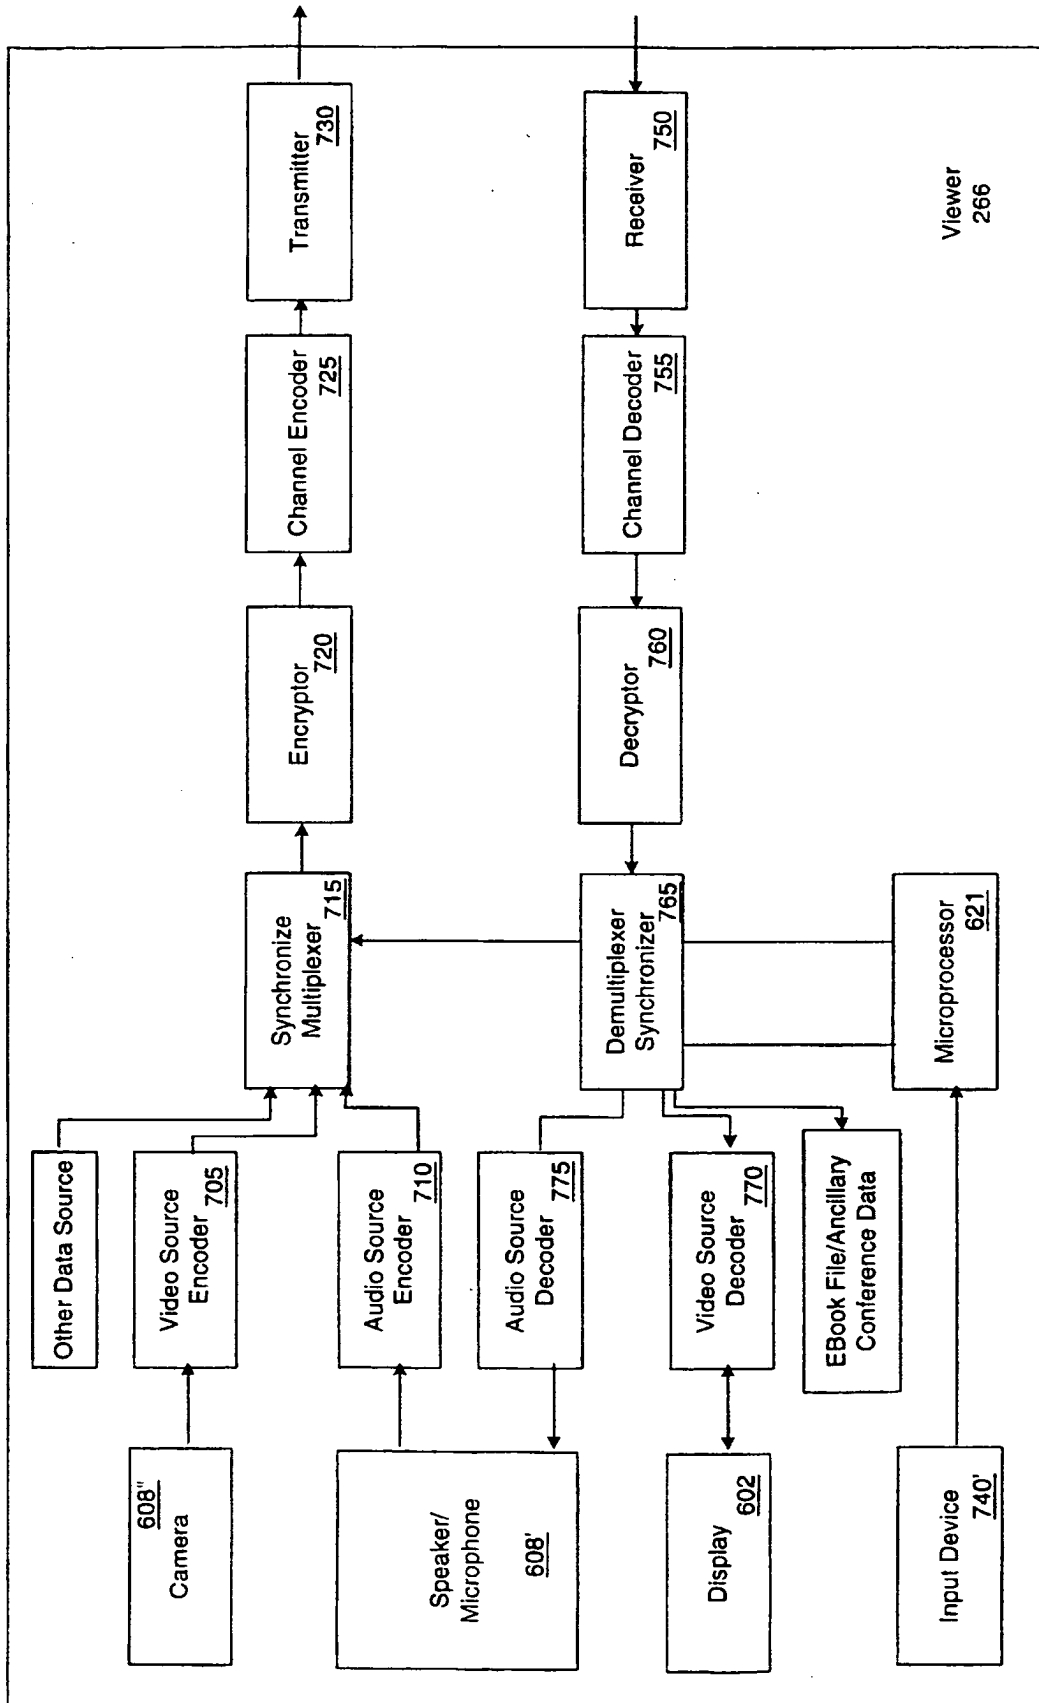 Other Data Source
608"
Camera
Video Source
Encoder 705
Synchronize
Multiplexer
715
Encryptor
720
Channel Encoder
725
Transmitter
730
Speaker/
Microphone
608'
Audio Source
Encoder 710
Audio Source
Decoder 775
Display
602
Video Source
Decoder 770
Demultiplexer
Synchronizer
765
Decryptor
760
Channel Decoder
755
Receiver
750
EBook File/Ancillary
Conference Data
Input Device
740'
Microprocessor
621
Viewer
266